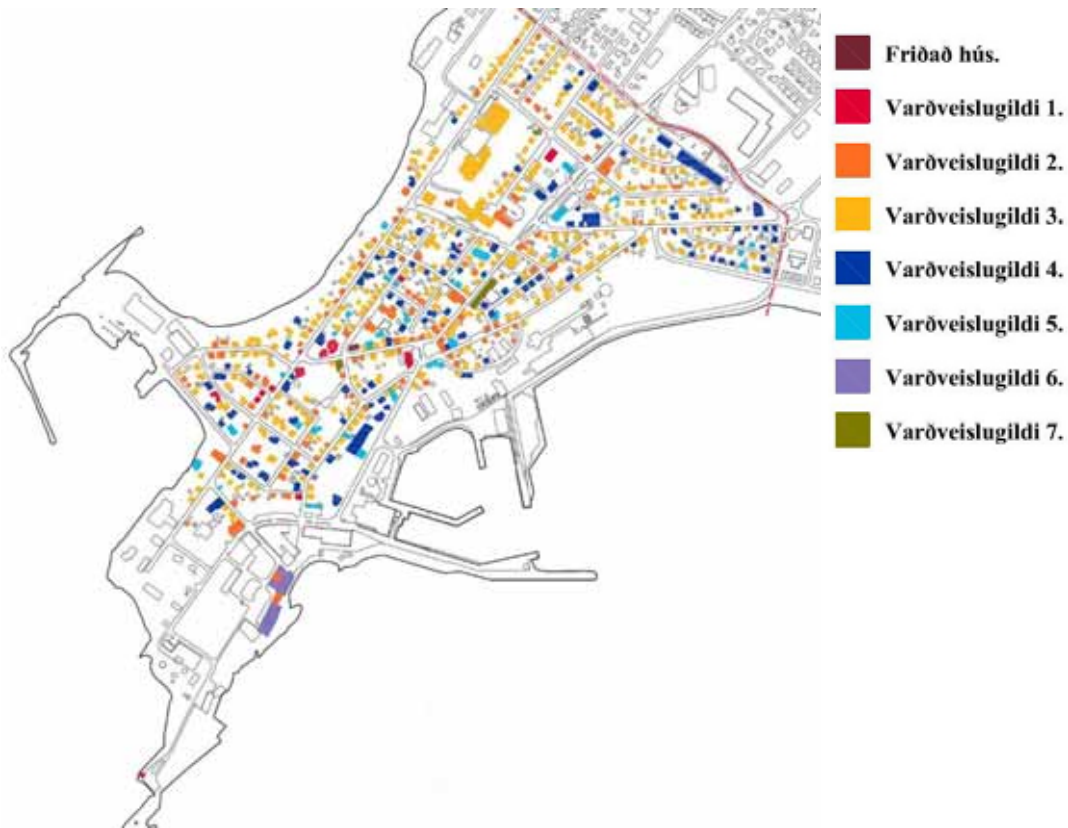 Friðað hús.
Varðveislugildi 1.
Varðveislugildi 2.
Varðveislugildi 3.
Varðveislugildi 4.
Varðveislugildi 5.
Varðveislugildi 6.
Varðveislugildi 7.